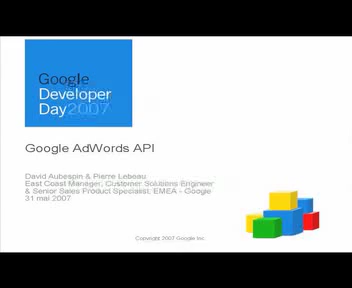 Google
Developer
Day2007
Google AdWords API
David Aubespin & Pierre Lebeau
East Coast Manager, Customer Solutions Engineer
& Senior Sales Product Specialist, EMEA - Google
31 mai 2007
Copyright 2007 Google Inc.